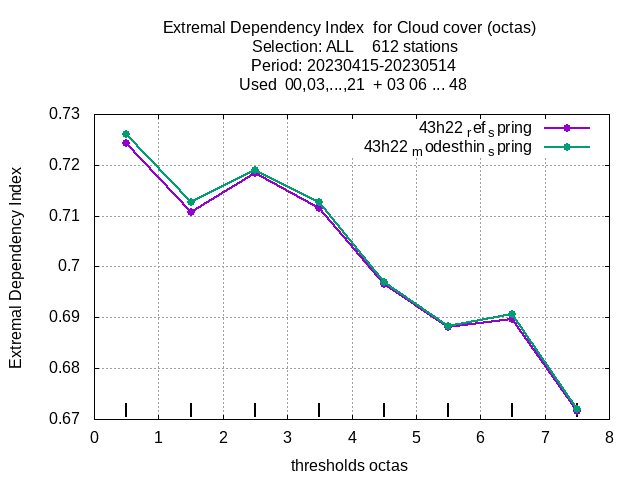 Extremal Dependency Index  for Cloud cover (octas)
Selection: ALL    612 stations
Period: 20230415-20230514
Used  00,03,...,21  + 03 06 ... 48
43h22 ref spring
43h22 modesthin spring
0.73
0.72
0.71
0.7
0.69
0.68
0.67
Extremal Dependency Index
0 1 2 3 4 5 6 7 8
thresholds octas